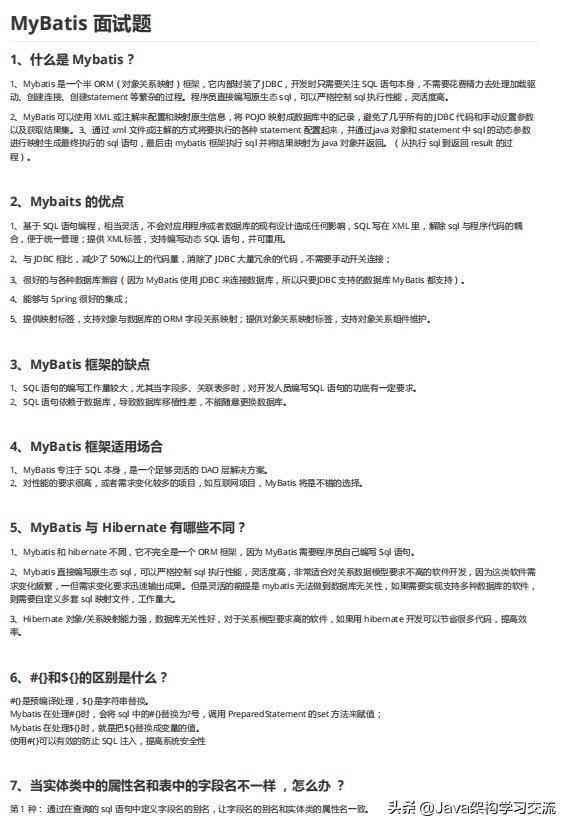 MyBatis 面试题
1、什么是 Mybatis？
1、Mybatis 是一个半 ORM（对象关系映射）框架，它内部封装了JDBC，开发时只需要关注 SQL 语句本身，不需要花费精力去处理加载驱
动、创建连接、创建statement 等繁杂的过程。程序员直接编写原生态 sql，可以严格控制 sql 执行性能，灵活度高。
2、MyBatis 可以使用 XML 或注解来配置和映射原生信息，将 POJO 映射成数据库中的记录，避免了几乎所有的 JDBC 代码和手动设置参数
以及获取结果集。3、通过 xml 文件或注解的方式将要执行的各种 statement 配置起来，并通过java 对象和 statement 中 sql 的动态参数
进行映射生成最终执行的 sql 语句，最后由 mybatis 框架执行 sql 并将结果映射为 java 对象并返回。（从执行 sql 到返回 result 的过
程）。
2、Mybaits 的优点
1、基于 SQL 语句编程，相当灵活，不会对应用程序或者数据库的现有设计造成任何影响，SQL 写在 XML 里，解除 sql 与程序代码的耦
合，便于统一管理；提供 XML标签，支持编写动态 SQL 语句，并可重用。
2、与 JDBC 相比，减少了 50%以上的代码量，消除了 JDBC 大量冗余的代码，不需要手动开关连接；
3、很好的与各种数据库兼容（因为 MyBatis 使用 JDBC 来连接数据库，所以只要JDBC 支持的数据库 MyBatis 都支持）。
4、能够与 Spring 很好的集成；
5、提供映射标签，支持对象与数据库的 ORM 字段关系映射；提供对象关系映射标签，支持对象关系组件维护。
3、MyBatis 框架的缺点
1、SQL 语句的编写工作量较大，尤其当字段多、关联表多时，对开发人员编写SQL 语句的功底有一定要求。
2、SQL 语句依赖于数据库，导致数据库移植性差，不能随意更换数据库。
4、MyBatis 框架适用场合
1、MyBatis 专注于 SQL 本身，是一个足够灵活的 DAO 层解决方案。
2、对性能的要求很高，或者需求变化较多的项目，如互联网项目，MyBatis 将是不错的选择。
5、MyBatis 与 Hibernate 有哪些不同？
1、Mybatis 和 hibernate 不同，它不完全是一个 ORM 框架，因为 MyBatis 需要程序员自己编写 Sql 语句。
2、Mybatis 直接编写原生态 sql，可以严格控制 sql 执行性能，灵活度高，非常适合对关系数据模型要求不高的软件开发，因为这类软件需
求变化频繁，一但需求变化要求迅速输出成果。但是灵活的前提是 mybatis 无法做到数据库无关性，如果需要实现支持多种数据库的软件，
则需要自定义多套 sql 映射文件，工作量大。
3、Hibernate 对象/关系映射能力强，数据库无关性好，对于关系模型要求高的软件，如果用 hibernate 开发可以节省很多代码，提高效
率。
6、#{}和${}的区别是什么？
#{}是预编译处理，${}是字符串替换。
Mybatis 在处理#{}时，会将 sql 中的#{}替换为?号，调用 PreparedStatement 的set 方法来赋值；
Mybatis 在处理${}时，就是把${}替换成变量的值。
使用#{}可以有效的防止 SQL 注入，提高系统安全性
7、当实体类中的属性名和表中的字段名不一样 ，怎么办 ？
第 1 种： 通过在查询的 sql 语句中定义字段名的别名，让字段名的别名和实体类的属性名一致。
头条 @Java架构学习交流